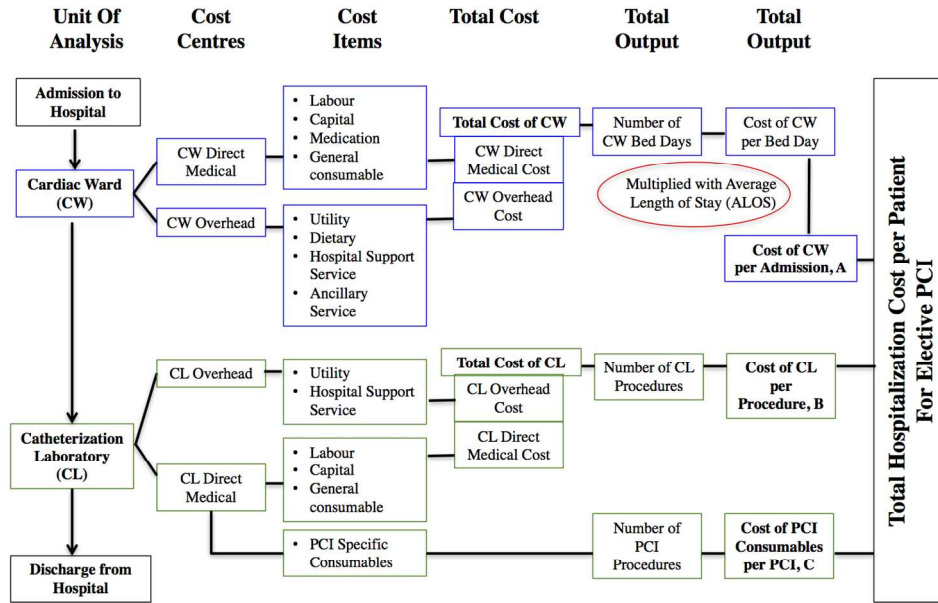 Unit Of
Analysis
Cost
Centres
Cost
Items
Total Cost
Total
Output
Total
Output
Admission to
Hospital
Cardiac Ward
(CW)
CW Direct
Medical
CW Overhead
• Labour
• Capital
• Medication
• General
consumable
• Utility
• Dietary
• Hospital Support
Service
• Ancillary
Service
Total Cost of CW
CW Direct
Medical Cost
CW Overhead
Cost
Number of
CW Bed Days
Cost of CW
per Bed Day
Multiplied with Average
Length of Stay (ALOS)
Cost of CW
per Admission, A
Catheterization
Laboratory
(CL)
CL Overhead
CL Direct
Medical
• Utility
• Hospital Support
Service
• Labour
• Capital
• General
consumable
• PCI Specific
Consumables
Total Cost of CL
CL Overhead
Cost
CL Direct
Medical Cost
Number of CL
Procedures
Cost of CL
per
Procedure, B
Number of
PCI
Procedures
Cost of PCI
Consumables
per PCI, C
Discharge from
Hospital
Total Hospitalization Cost per Patient
For Elective PCI